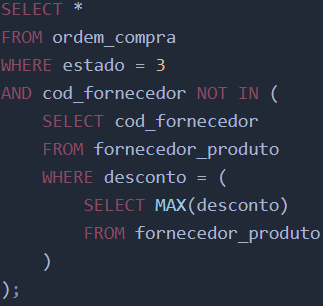 SELECT *
FROM ordem_compra
WHERE estado = 3
AND cod_fornecedor NOT IN (
    SELECT cod_fornecedor
    FROM fornecedor_produto
    WHERE desconto = (
        SELECT MAX(desconto)
        FROM fornecedor_produto
    )
);